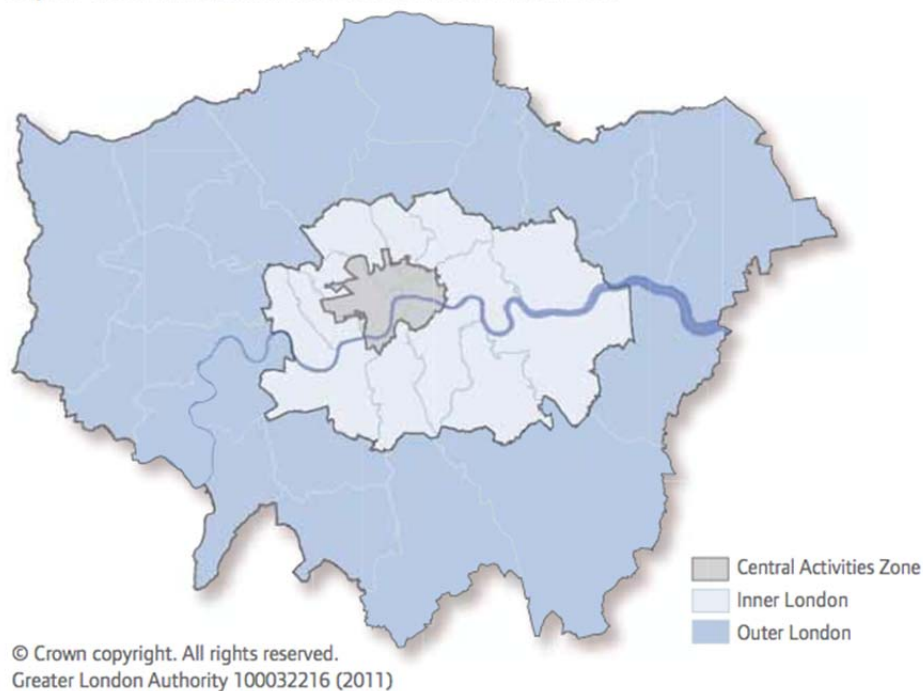 Central Activities Zone
Inner London
Outer London
© Crown copyright. All rights reserved.
Greater London Authority 100032216 (2011)